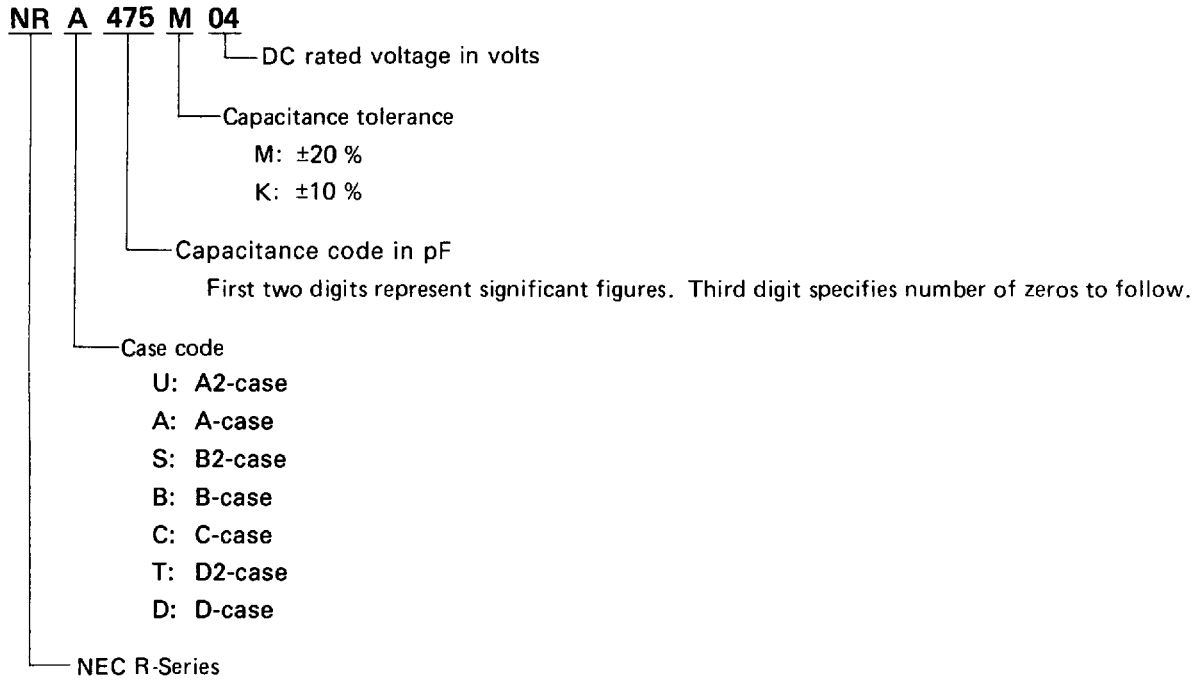 NR A 475 M 04
DC rated voltage in volts
Capacitance tolerance
M: ±20 %
K: ±10 %
Capacitance code in pF
First two digits represent significant figures. Third digit specifies number of zeros to follow.
Case code
U: A2-case
A: A-case
S: B2-case
B: B-case
C: C-case
T: D2-case
D: D-case
NEC R-Series